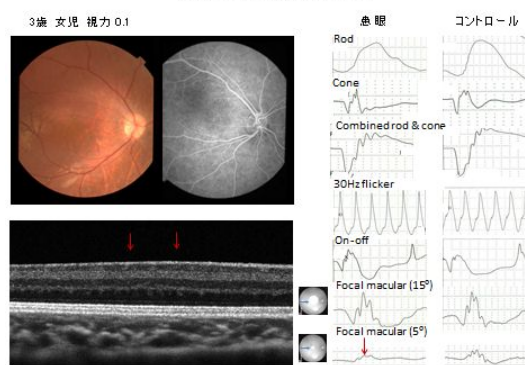 3歳 女児 視力 0.1
患眼
コントロール
Rod
Cone
Combined rod & cone
30Hz flicker
On-off
Focal macular (15°)
Focal macular (5°)